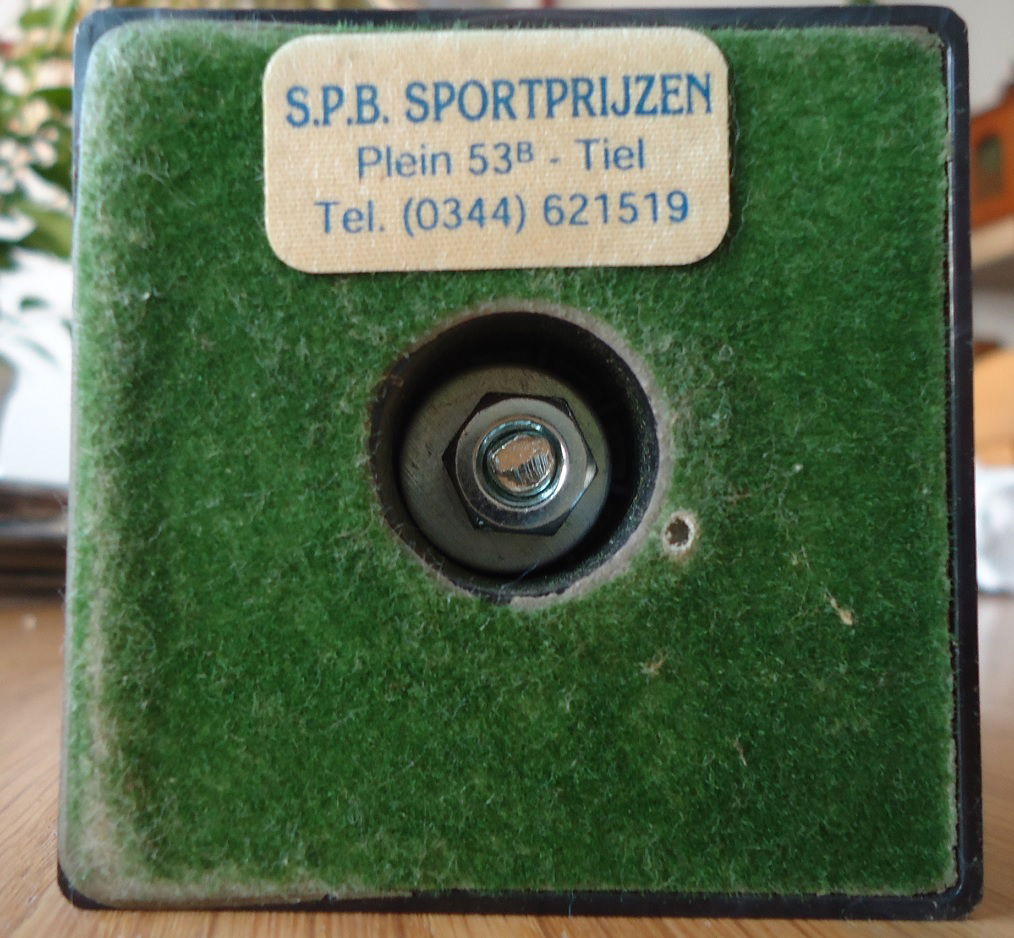 S.P.B. SPORTPRIJZEN
Plein 53ᴮ - Tiel
Tel. (0344) 621519